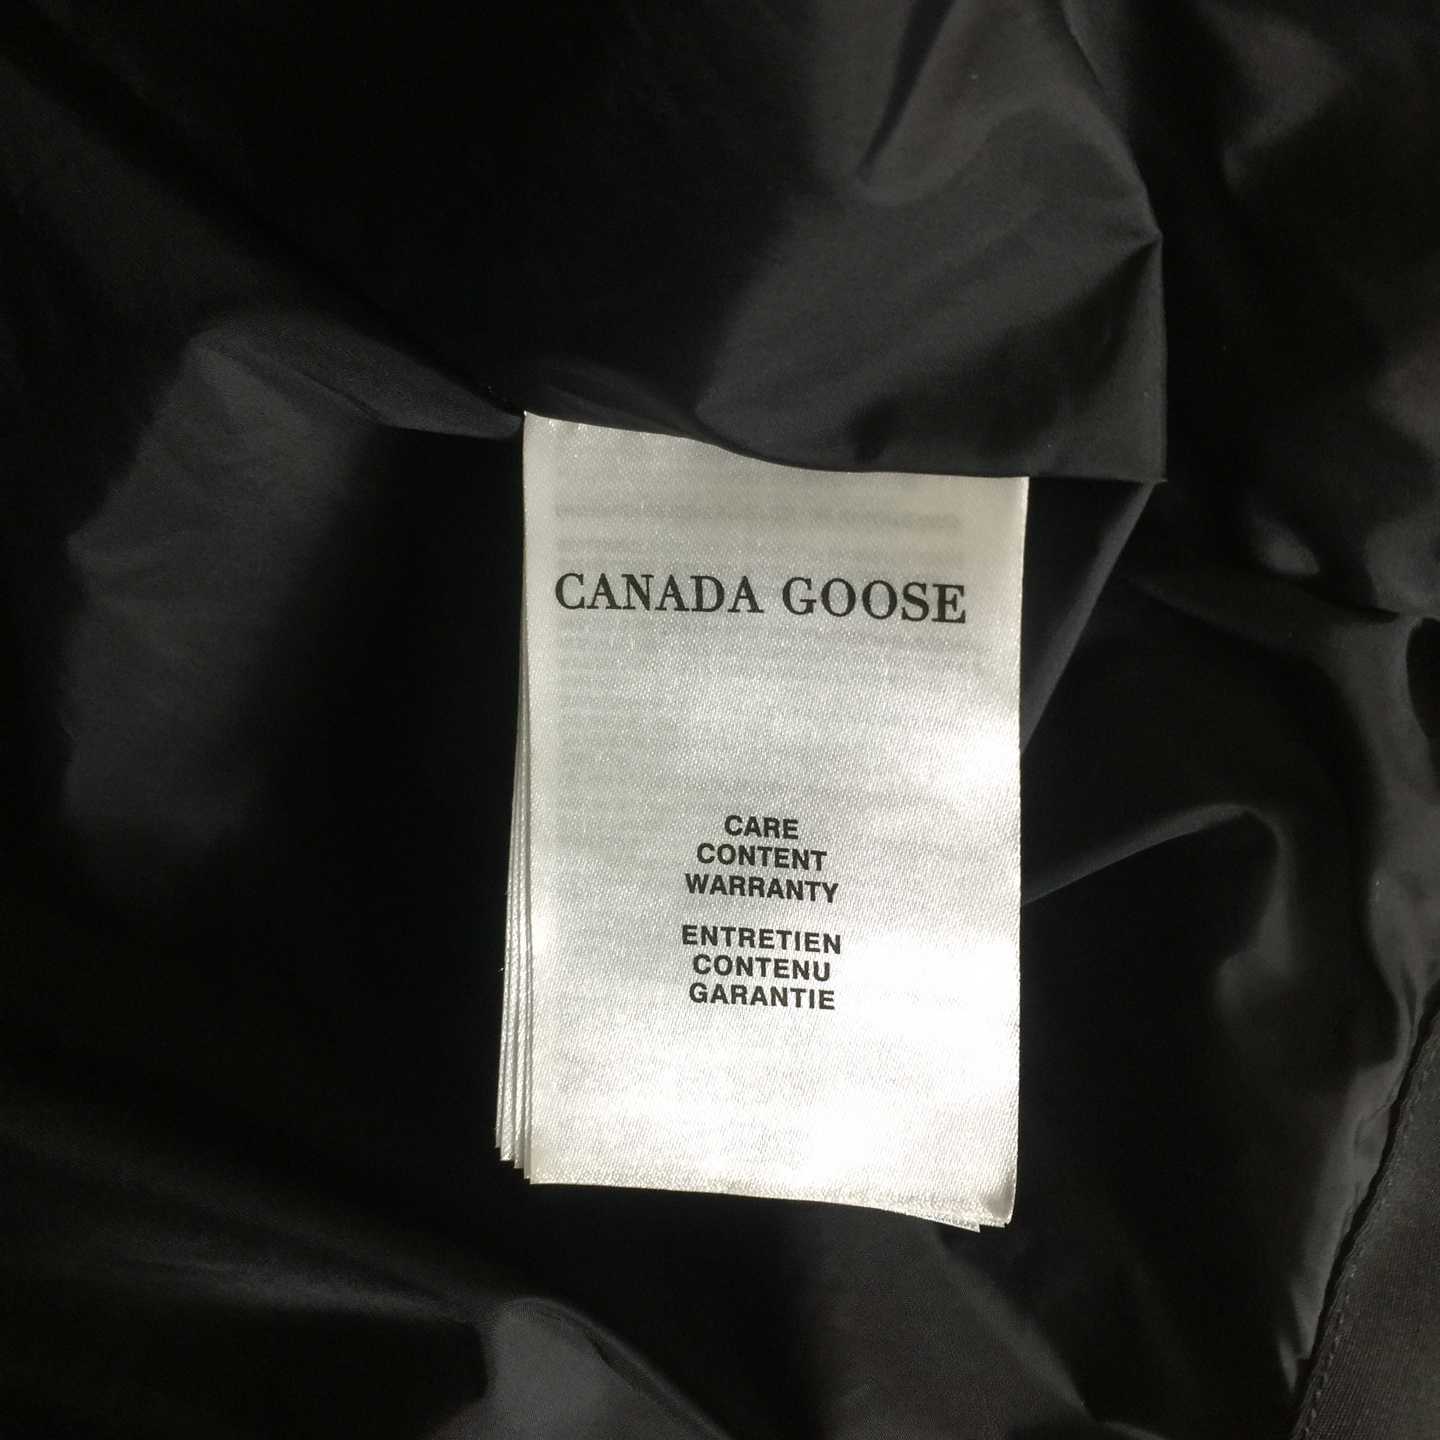 CANADA GOOSE
CARE
CONTENT
WARRANTY
ENTRETIEN
CONTENU
GARANTIE